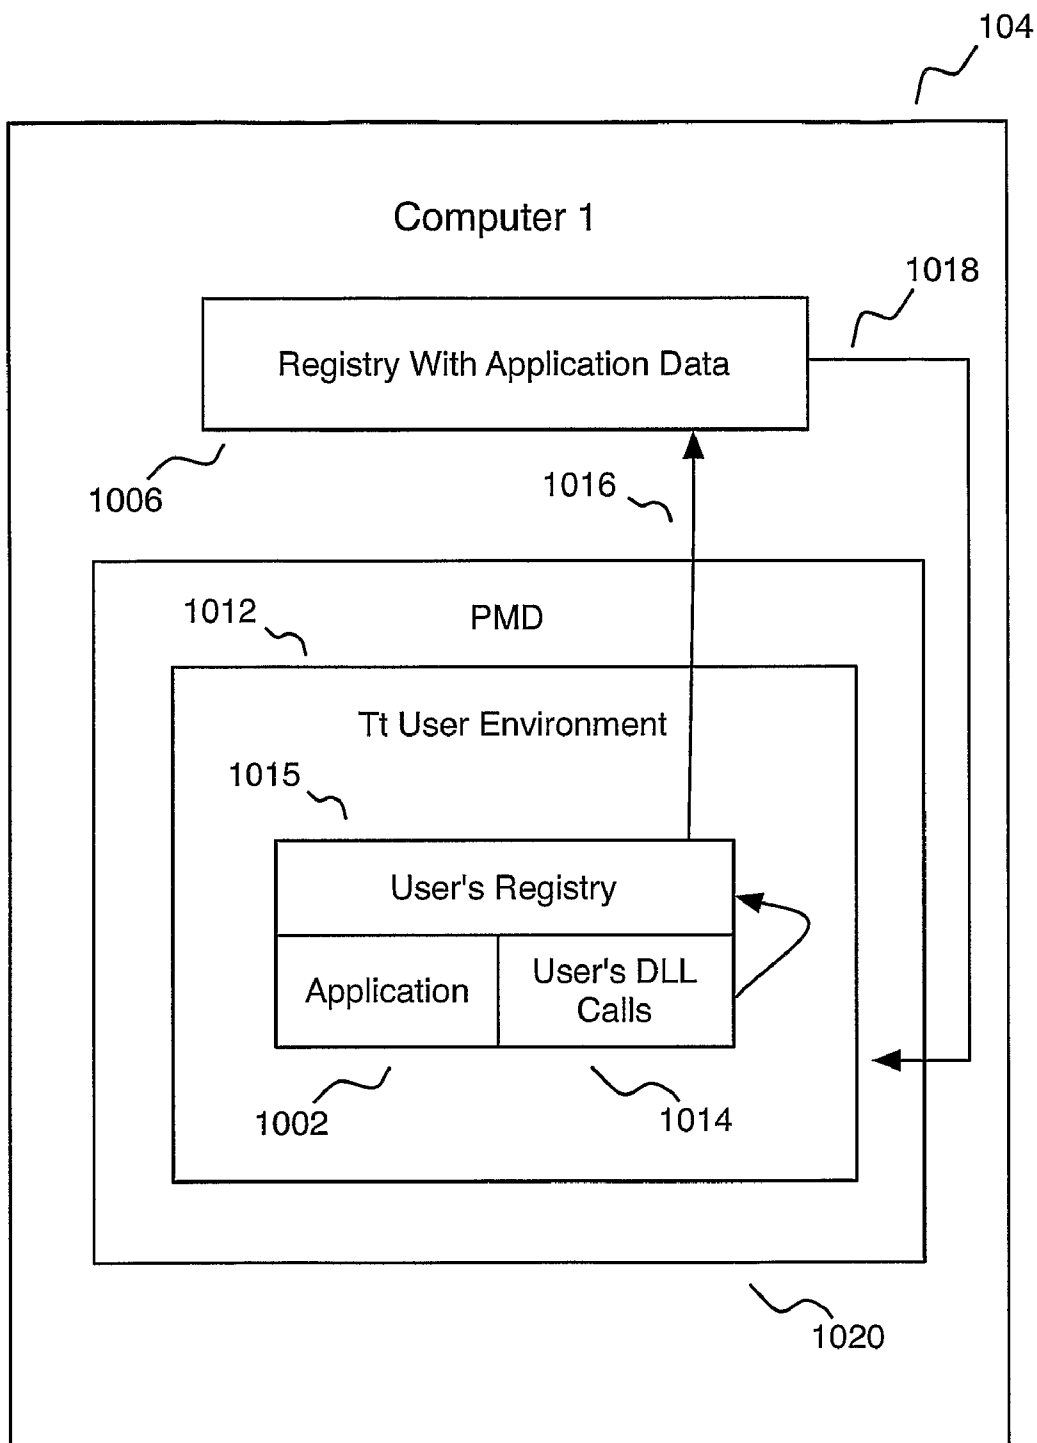 104
Computer 1
1018
Registry With Application Data
1006
1016
PMD
1012
Tt User Environment
1015
User's Registry
Application
User's DLL
Calls
1002
1014
1020